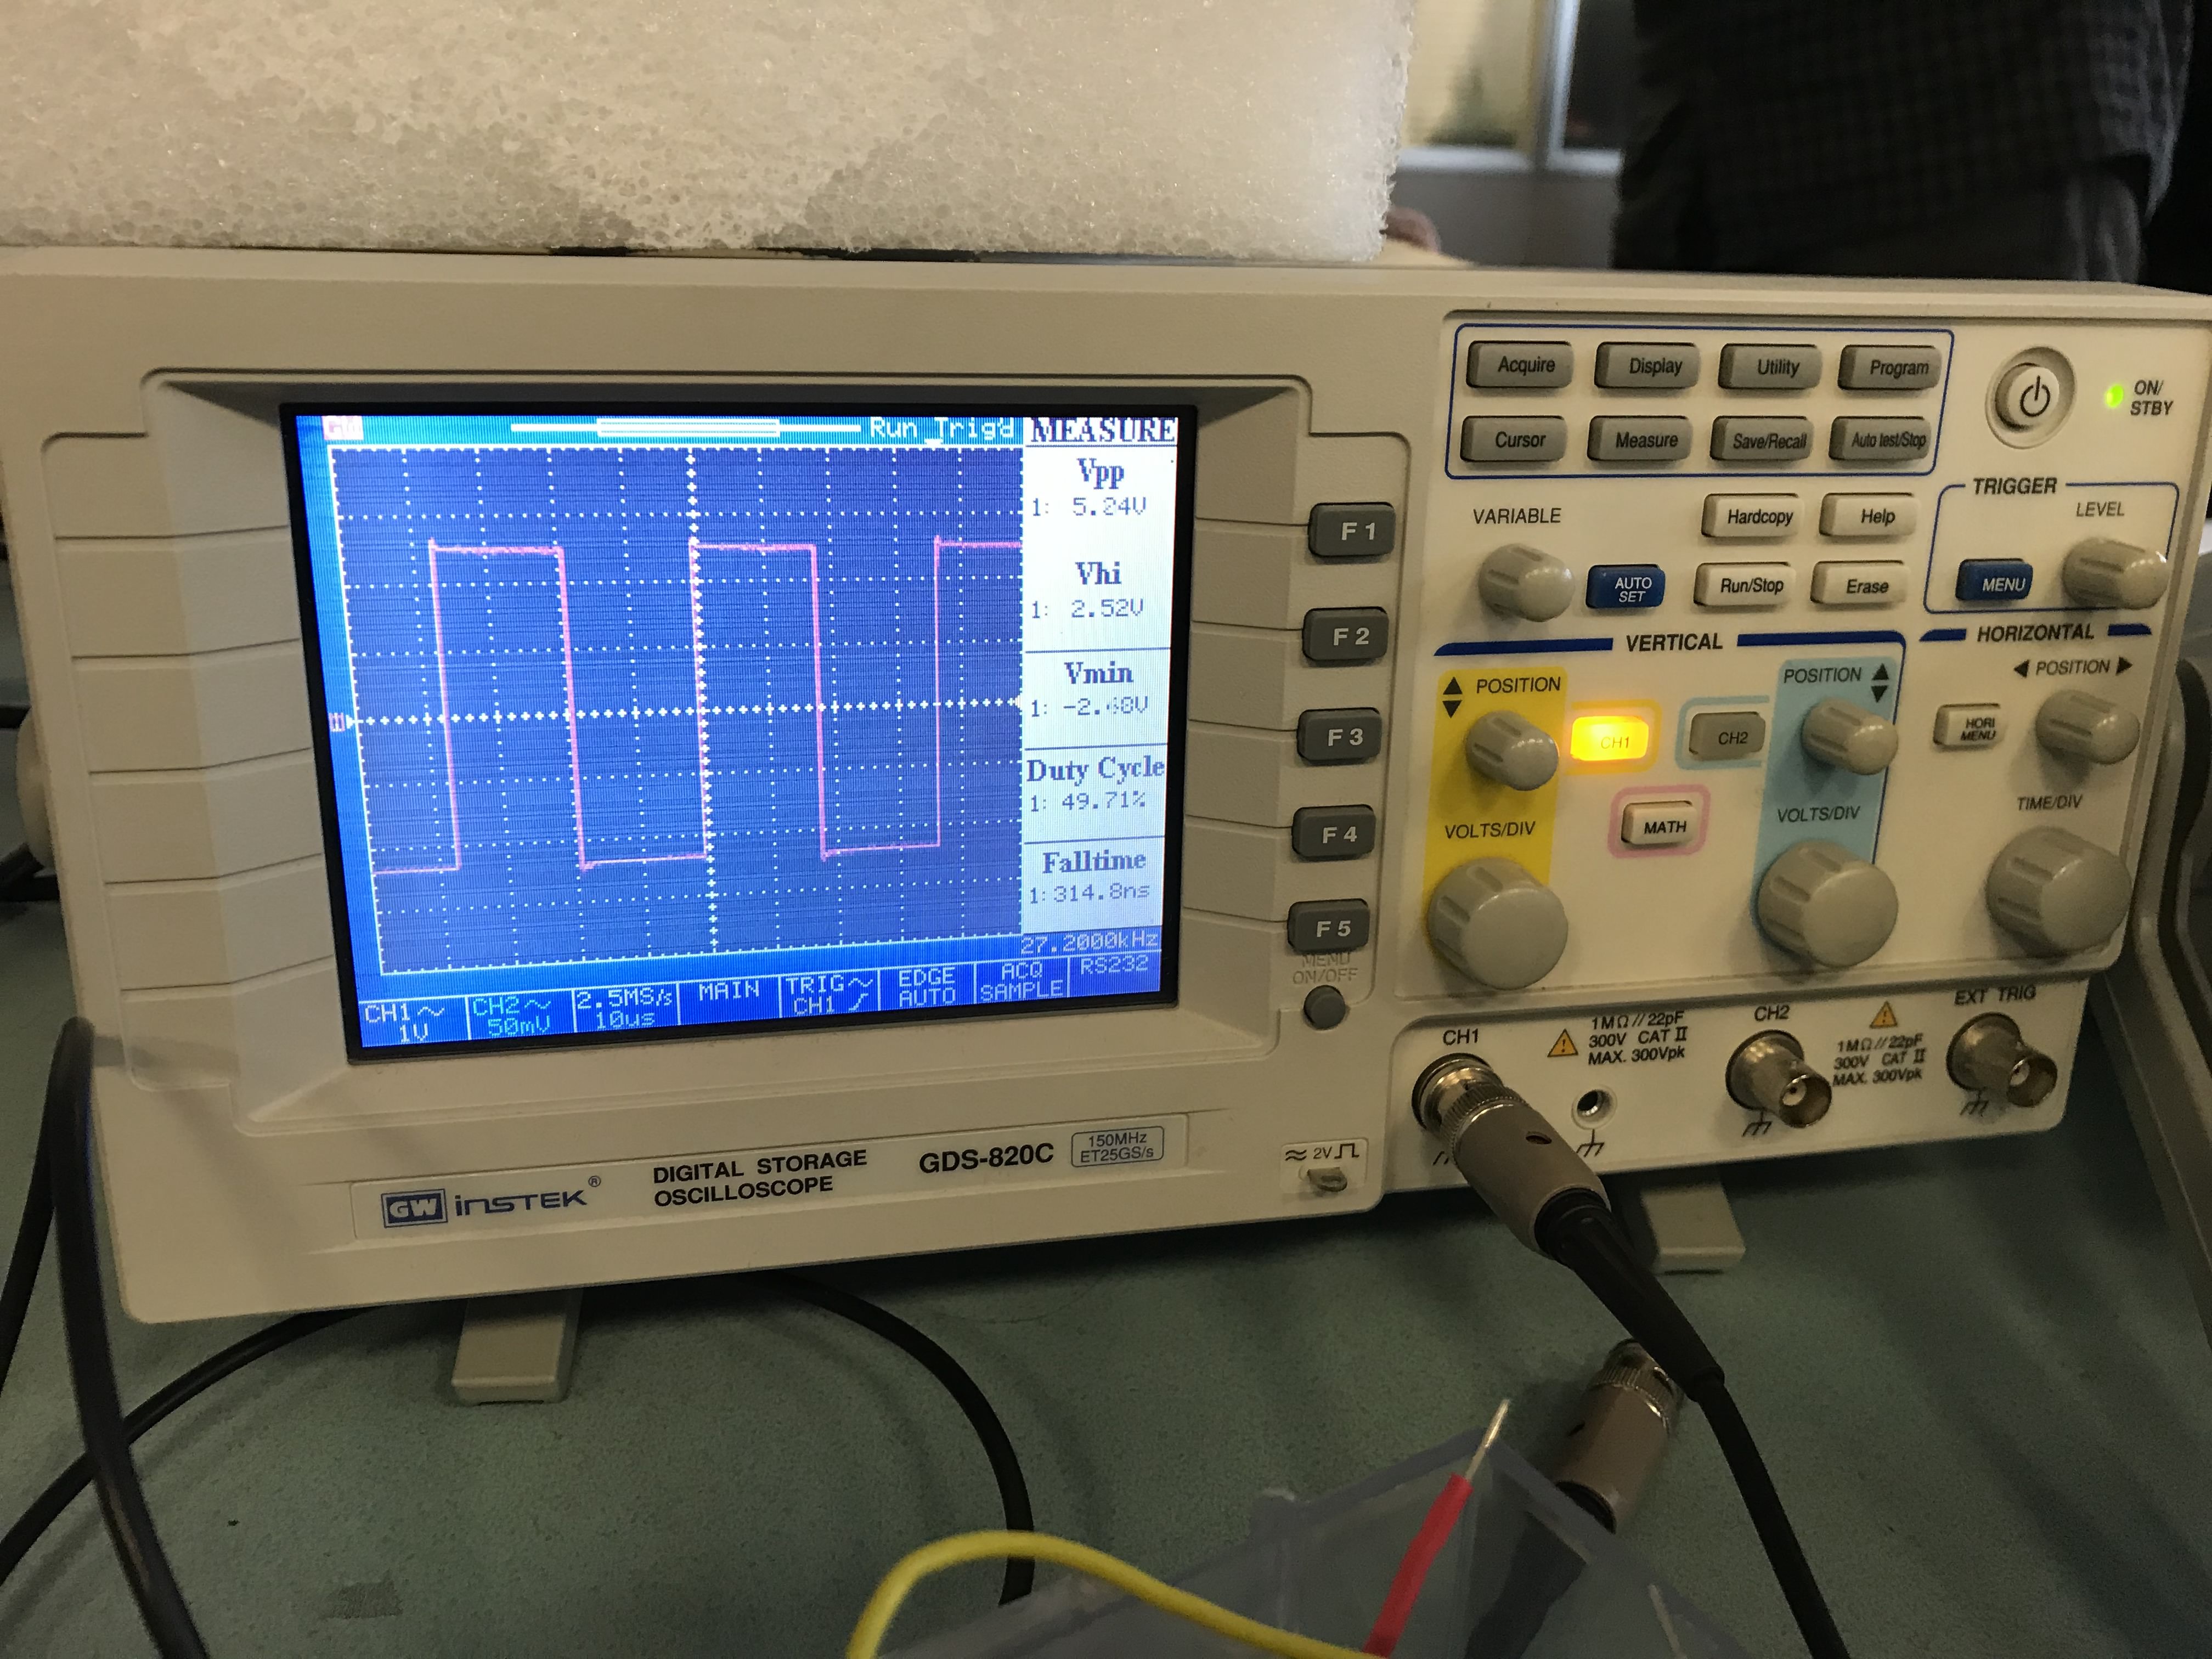 Run Trig'd
MEASURE
Vpp
1: 5.24V
Vhi
1: 2.52V
Vmin
1: -2.68V
Duty Cycle
1: 49.71%
Falltime
1:314.8ns
27.2000kHz
CH1 ~
1V
CH2 ~
50mV
2.5MS/s
10us
MAIN
TRIG ~
CH1
EDGE
AUTO
ACQ
SAMPLE
RS232
F 1
F 2
F 3
F 4
F 5
MENU
ON/OFF
Acquire
Display
Utility
Program
Cursor
Measure
Save/Recall
Auto test/Stop
ON/
STBY
VARIABLE
Hardcopy
Help
AUTO
SET
Run/Stop
Erase
TRIGGER
LEVEL
MENU
VERTICAL
POSITION
CH1
CH2
POSITION
VOLTS/DIV
MATH
VOLTS/DIV
HORIZONTAL
◀ POSITION ▶
HORI
MENU
TIME/DIV
CH1
1MΩ//22pF
300V CAT II
MAX. 300Vpk
CH2
1MΩ//22pF
300V CAT II
MAX. 300Vpk
EXT TRIG
≈ 2V
GW INSTEK®
DIGITAL STORAGE
OSCILLOSCOPE
GDS-820C
150MHz
ET25GS/s